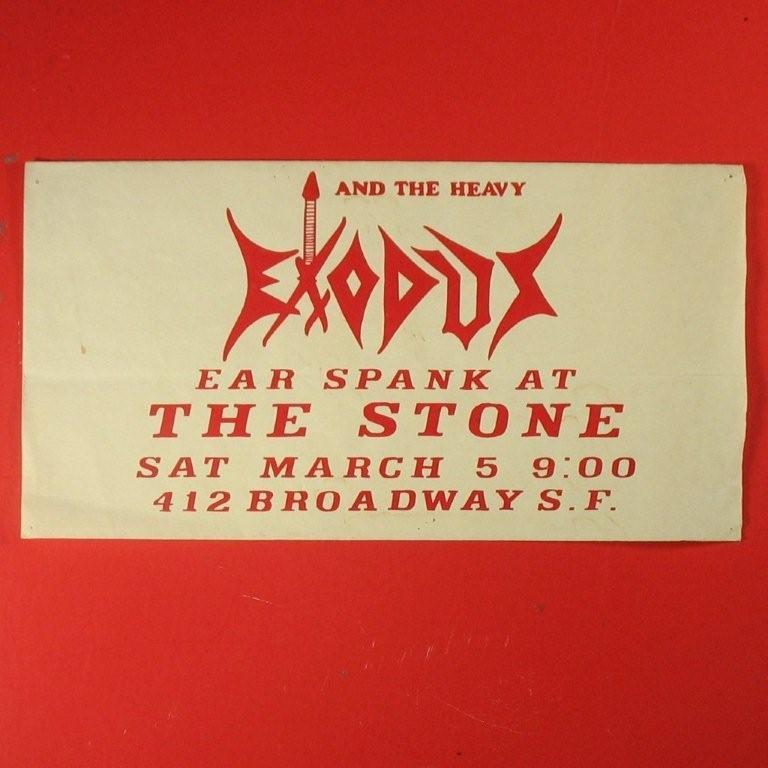 AND THE HEAVY
EXODUS
EAR SPANK AT
THE STONE
SAT MARCH 5 9:00
412 BROADWAY S.F.